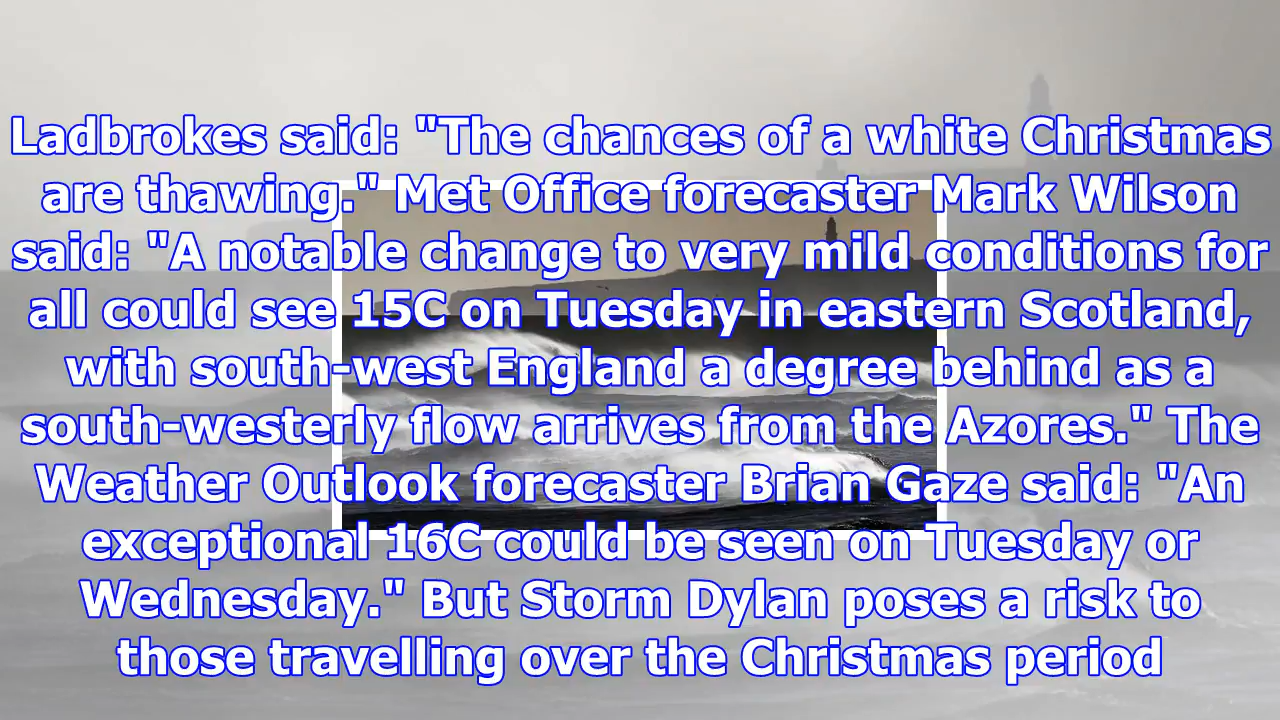 Ladbrokes said: "The chances of a white Christmas
are thawing." Met Office forecaster Mark Wilson
said: "A notable change to very mild conditions for
all could see 15C on Tuesday in eastern Scotland,
with south-west England a degree behind as a
south-westerly flow arrives from the Azores." The
Weather Outlook forecaster Brian Gaze said: "An
exceptional 16C could be seen on Tuesday or
Wednesday." But Storm Dylan poses a risk to
those travelling over the Christmas period